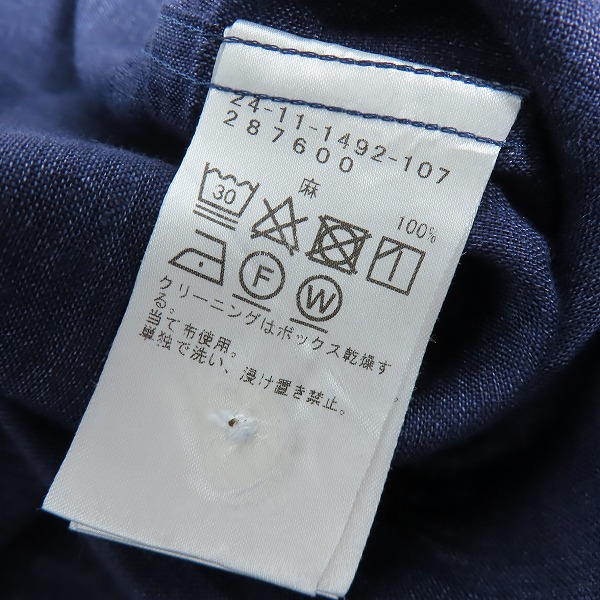 24-11-1492-107
287600
麻 100%
30
F W
クリーニングはボックス乾燥す
る。
当て布使用。
単独で洗い、浸け置き禁止。